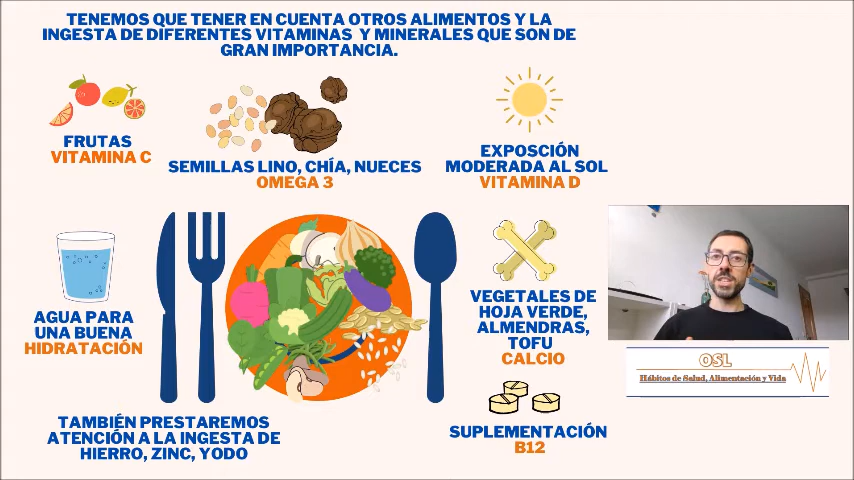 TENEMOS QUE TENER EN CUENTA OTROS ALIMENTOS Y LA
INGESTA DE DIFERENTES VITAMINAS Y MINERALES QUE SON DE
GRAN IMPORTANCIA.
FRUTAS
VITAMINA C
SEMILLAS LINO, CHÍA, NUECES
OMEGA 3
EXPOSCIÓN
MODERADA AL SOL
VITAMINA D
AGUA PARA
UNA BUENA
HIDRATACIÓN
VEGETALES DE
HOJA VERDE,
ALMENDRAS,
TOFU
CALCIO
OSL
Hábitos de Salud, Alimentación y Vida
TAMBIÉN PRESTAREMOS
ATENCIÓN A LA INGESTA DE
HIERRO, ZINC, YODO
SUPLEMENTACIÓN
B12